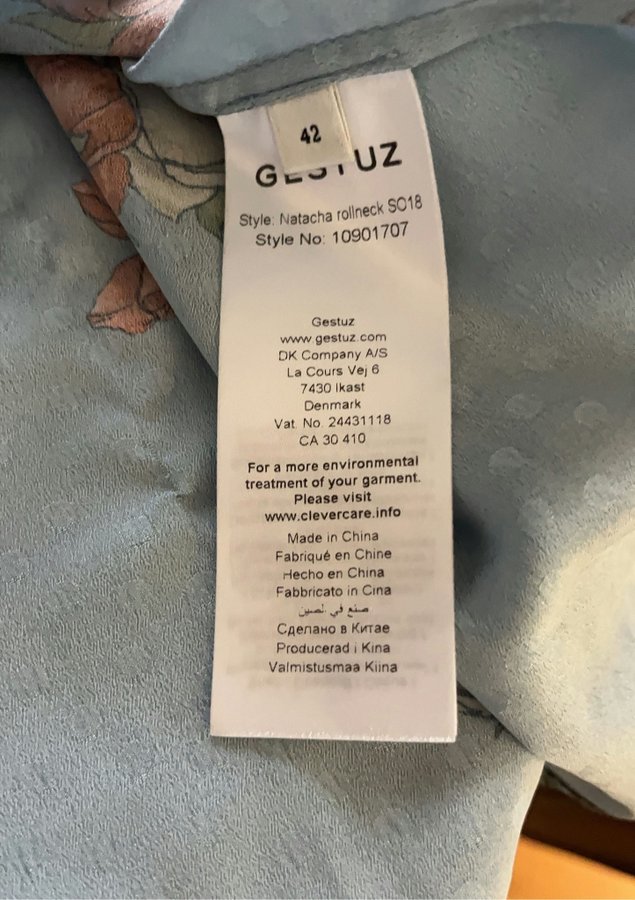 42
GESTUZ
Style: Natacha rollneck SO18
Style No: 10901707
Gestuz
www.gestuz.com
DK Company A/S
La Cours Vej 6
7430 Ikast
Denmark
Vat. No. 24431118
CA 30 410
For a more environmental
treatment of your garment.
Please visit
www.clevercare.info
Made in China
Fabriqué en Chine
Hecho en China
Fabbricato in Cina
صنع في لصين
Сделано в Китае
Producerad i Kina
Valmistusmaa Kiina